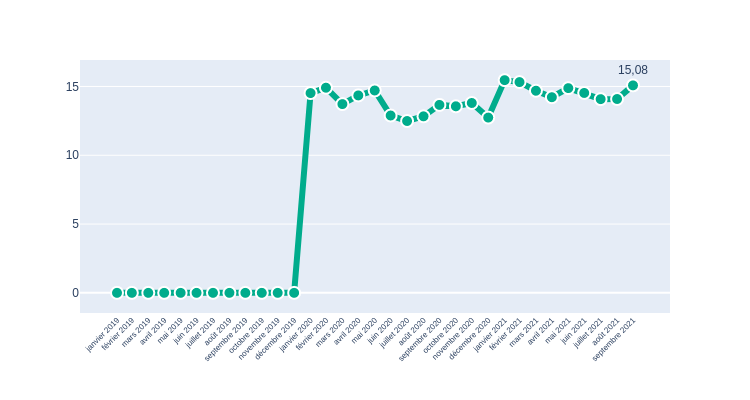 15,08
15
10
5
0
janvier 2019
février 2019
mars 2019
avril 2019
mai 2019
juin 2019
juillet 2019
août 2019
septembre 2019
octobre 2019
novembre 2019
décembre 2019
janvier 2020
février 2020
mars 2020
avril 2020
mai 2020
juin 2020
juillet 2020
août 2020
septembre 2020
octobre 2020
novembre 2020
décembre 2020
janvier 2021
février 2021
mars 2021
avril 2021
mai 2021
juin 2021
juillet 2021
août 2021
septembre 2021